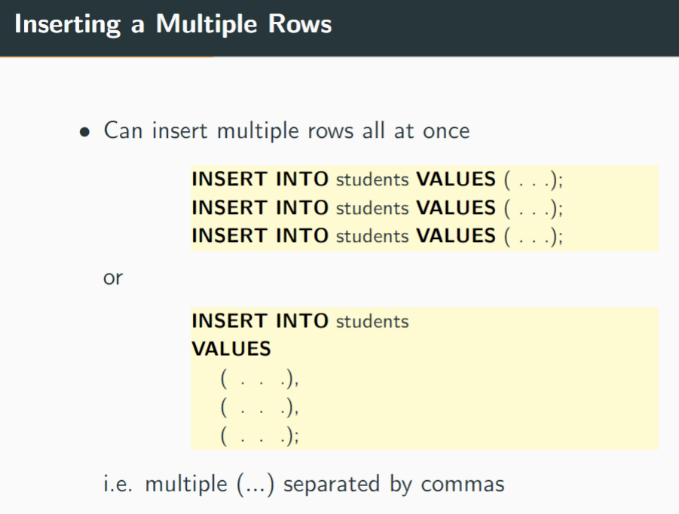 Inserting a Multiple Rows
• Can insert multiple rows all at once
INSERT INTO students VALUES ( . . .);
INSERT INTO students VALUES ( . . .);
INSERT INTO students VALUES ( . . .);
or
INSERT INTO students
VALUES
( . . .),
( . . .),
( . . .);
i.e. multiple (...) separated by commas